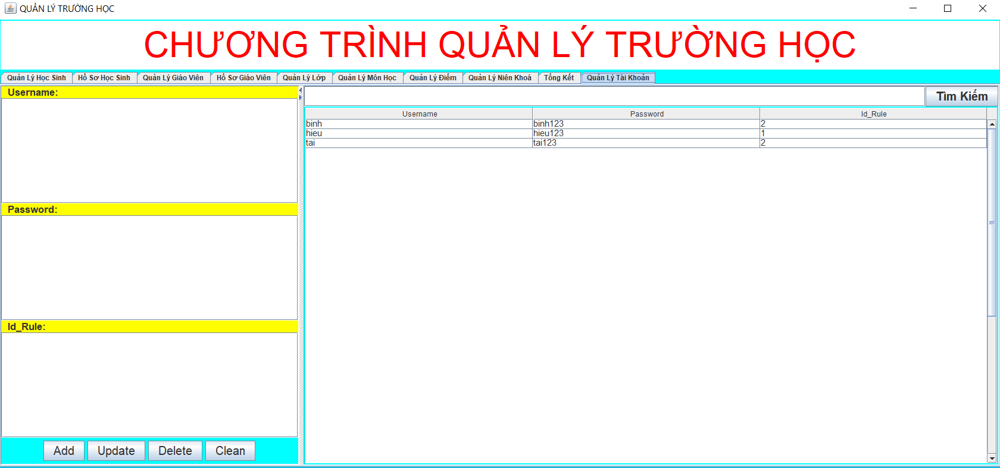 QUẢN LÝ TRƯỜNG HỌC
CHƯƠNG TRÌNH QUẢN LÝ TRƯỜNG HỌC
Quản Lý Học Sinh Hồ Sơ Học Sinh Quản Lý Giáo Viên Hồ Sơ Giáo Viên Quản Lý Lớp Quản Lý Môn Học Quản Lý Điểm Quản Lý Niên Khoá Tổng Kết Quản Lý Tài Khoản
Username:
Password:
Id_Rule:
Add Update Delete Clean
Tìm Kiếm
Username Password Id_Rule
binh binh123 2
hieu hieu123 1
tai tai123 2